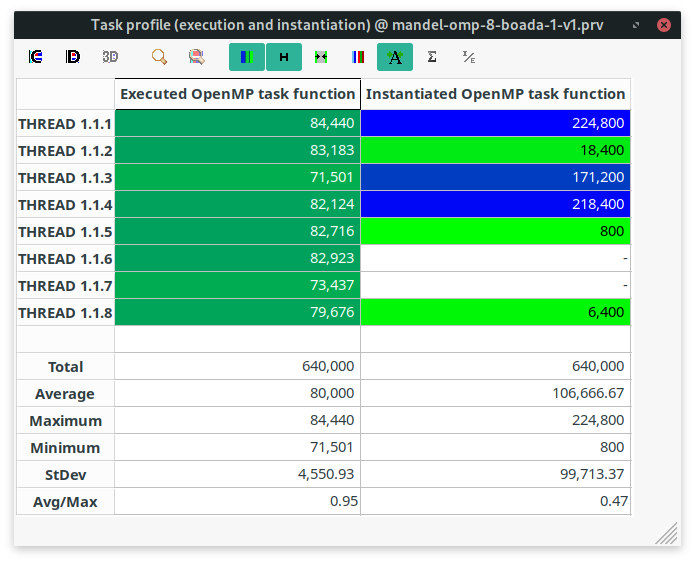 Task profile (execution and instantiation) @ mandel-omp-8-boada-1-v1.prv
3D Σ I/E
Executed OpenMP task function Instantiated OpenMP task function
THREAD 1.1.1 84,440 224,800
THREAD 1.1.2 83,183 18,400
THREAD 1.1.3 71,501 171,200
THREAD 1.1.4 82,124 218,400
THREAD 1.1.5 82,716 800
THREAD 1.1.6 82,923 -
THREAD 1.1.7 73,437 -
THREAD 1.1.8 79,676 6,400
Total 640,000 640,000
Average 80,000 106,666.67
Maximum 84,440 224,800
Minimum 71,501 800
StDev 4,550.93 99,713.37
Avg/Max 0.95 0.47